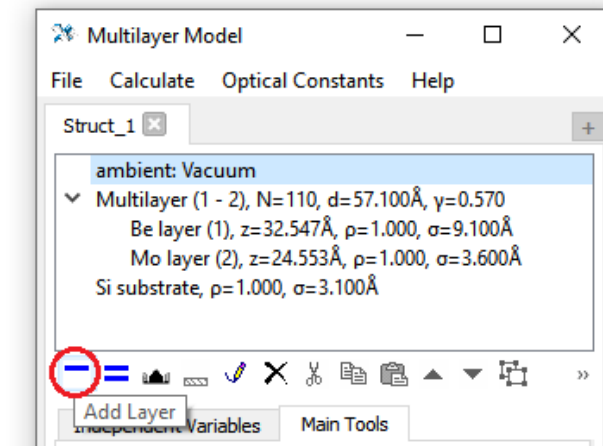 Multilayer Model
File Calculate Optical Constants Help
Struct_1
ambient: Vacuum
Multilayer (1 - 2), N=110, d=57.100Å, γ=0.570
Be layer (1), z=32.547Å, ρ=1.000, σ=9.100Å
Mo layer (2), z=24.553Å, ρ=1.000, σ=3.600Å
Si substrate, ρ=1.000, σ=3.100Å
Add Layer
Independent Variables Main Tools